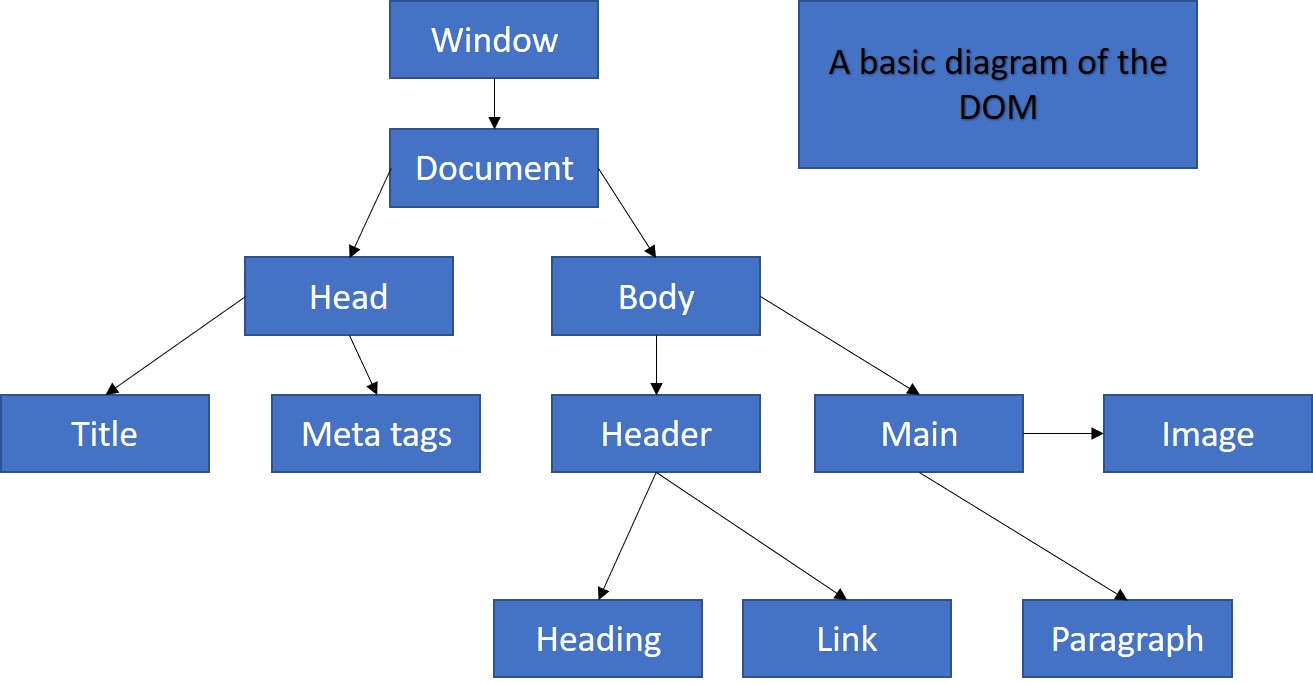 Window
A basic diagram of the
DOM
Document
Head
Body
Title
Meta tags
Header
Main
Image
Heading
Link
Paragraph